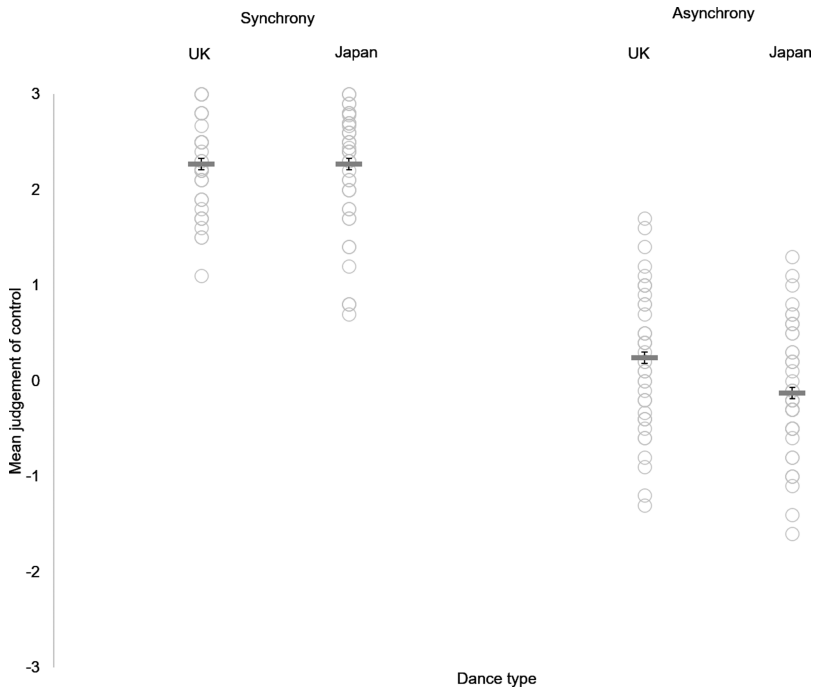 Synchrony
Asynchrony
UK
Japan
UK
Japan
3
2
1
0
-1
-2
-3
Mean judgement of control
Dance type